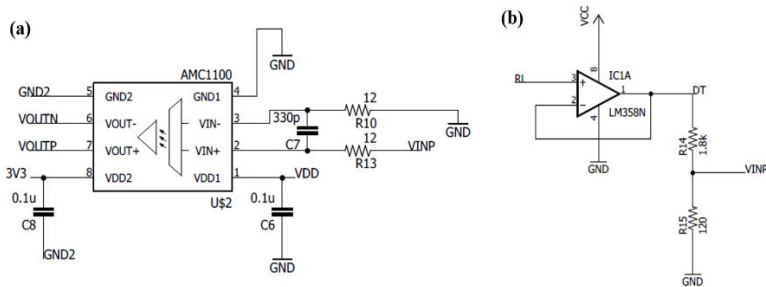 (a)
AMC1100
GND
GND2 5 GND2 GND1 4
VOUTN 6 VOUT- VIN- 3
330p
C7
12
R10
GND
VOUTP 7 VOUT+ VIN+ 2
12
R13
VINP
3V3 8 VDD2 VDD1 1 VDD
U$2
0.1u
C8
GND2
0.1u
C6
GND
(b)
VCC
8
IC1A
RL 3 + 1 DT
2 -
LM358N
4
GND
R14
1.8k
VINP
R15
120
GND